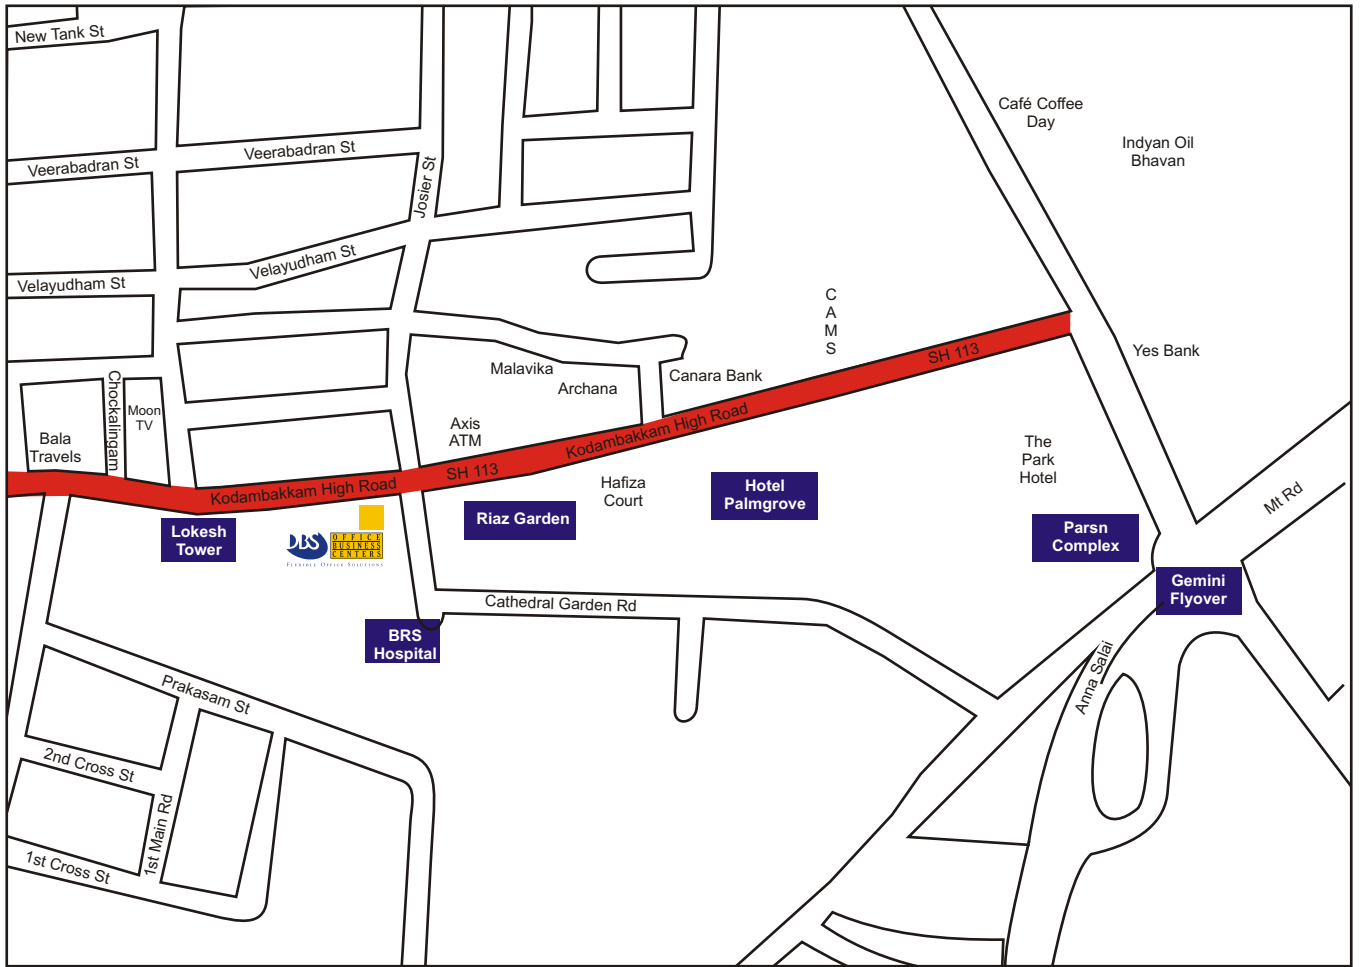 New Tank St
Veerabadran St
Veerabadran St
Josier St
Velayudham St
Velayudham St
Café Coffee
Day
Indyan Oil
Bhavan
C
A
M
S
SH 113
Yes Bank
Malavika
Archana
Canara Bank
Chockalingam
Moon
TV
Bala
Travels
Axis
ATM
Kodambakkam High Road
SH 113
Kodambakkam High Road
Hafiza
Court
Hotel
Palmgrove
The
Park
Hotel
Mt Rd
Lokesh
Tower
DBS
OFFICE
BUSINESS
CENTERS
FLEXIBLE OFFICE SOLUTIONS
Riaz Garden
Parsn
Complex
Gemini
Flyover
Cathedral Garden Rd
BRS
Hospital
Anna Salai
Prakasam St
2nd Cross St
1st Main Rd
1st Cross St